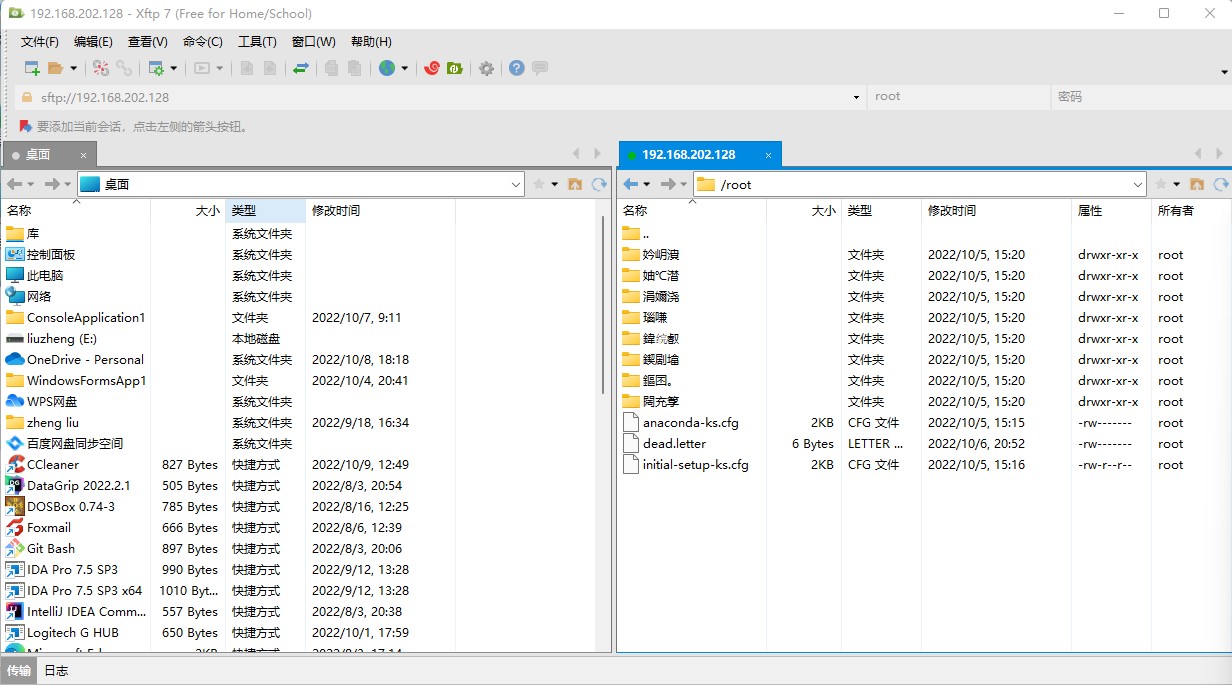 192.168.202.128 - Xftp 7 (Free for Home/School)
文件(F) 编辑(E) 查看(V) 命令(C) 工具(T) 窗口(W) 帮助(H)
sftp://192.168.202.128 root 密码
要添加当前会话，点击左侧的箭头按钮。
桌面 × 192.168.202.128 ×
桌面 /root
名称 大小 类型 修改时间
库 系统文件夹
控制面板 系统文件夹
此电脑 系统文件夹
网络 系统文件夹
ConsoleApplication1 文件夹 2022/10/7, 9:11
liuzheng (E:) 本地磁盘
OneDrive - Personal 系统文件夹 2022/10/8, 18:18
WindowsFormsApp1 文件夹 2022/10/4, 20:41
WPS网盘 系统文件夹
zheng liu 系统文件夹 2022/9/18, 16:34
百度网盘同步空间 系统文件夹
CCleaner 827 Bytes 快捷方式 2022/10/9, 12:49
DataGrip 2022.2.1 505 Bytes 快捷方式 2022/8/3, 20:54
DOSBox 0.74-3 785 Bytes 快捷方式 2022/8/16, 12:25
Foxmail 666 Bytes 快捷方式 2022/8/6, 12:39
Git Bash 897 Bytes 快捷方式 2022/8/3, 20:06
IDA Pro 7.5 SP3 990 Bytes 快捷方式 2022/9/12, 13:28
IDA Pro 7.5 SP3 x64 1010 Byt... 快捷方式 2022/9/12, 13:28
IntelliJ IDEA Comm... 557 Bytes 快捷方式 2022/8/3, 20:38
Logitech G HUB 650 Bytes 快捷方式 2022/10/1, 17:59
名称 大小 类型 修改时间 属性 所有者
..
文件夹 2022/10/5, 15:20 drwxr-xr-x root
文件夹 2022/10/5, 15:20 drwxr-xr-x root
文件夹 2022/10/5, 15:20 drwxr-xr-x root
文件夹 2022/10/5, 15:20 drwxr-xr-x root
文件夹 2022/10/5, 15:20 drwxr-xr-x root
文件夹 2022/10/5, 15:20 drwxr-xr-x root
文件夹 2022/10/5, 15:20 drwxr-xr-x root
文件夹 2022/10/5, 15:20 drwxr-xr-x root
anaconda-ks.cfg 2KB CFG 文件 2022/10/5, 15:15 -rw------- root
dead.letter 6 Bytes LETTER ... 2022/10/6, 20:52 -rw------- root
initial-setup-ks.cfg 2KB CFG 文件 2022/10/5, 15:16 -rw-r--r-- root
传输 日志